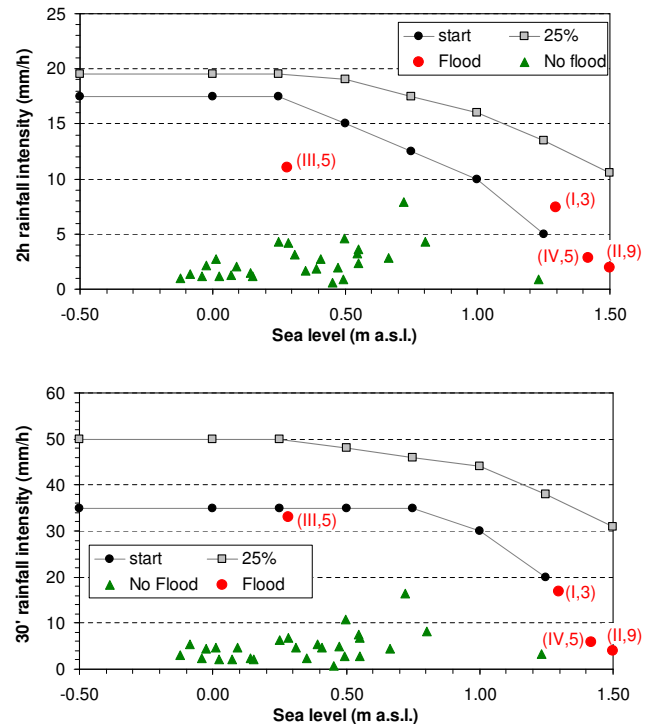 25
20
15
10
5
0
2h rainfall intensity (mm/h)
start
25%
Flood
No flood
(III,5)
(I,3)
(IV,5)
(II,9)
-0.50
0.00
0.50
1.00
1.50
Sea level (m a.s.l.)
60
50
40
30
20
10
0
30' rainfall intensity (mm/h)
(III,5)
start
25%
No Flood
Flood
(I,3)
(IV,5)
(II,9)
-0.50
0.00
0.50
1.00
1.50
Sea level (m a.s.l.)